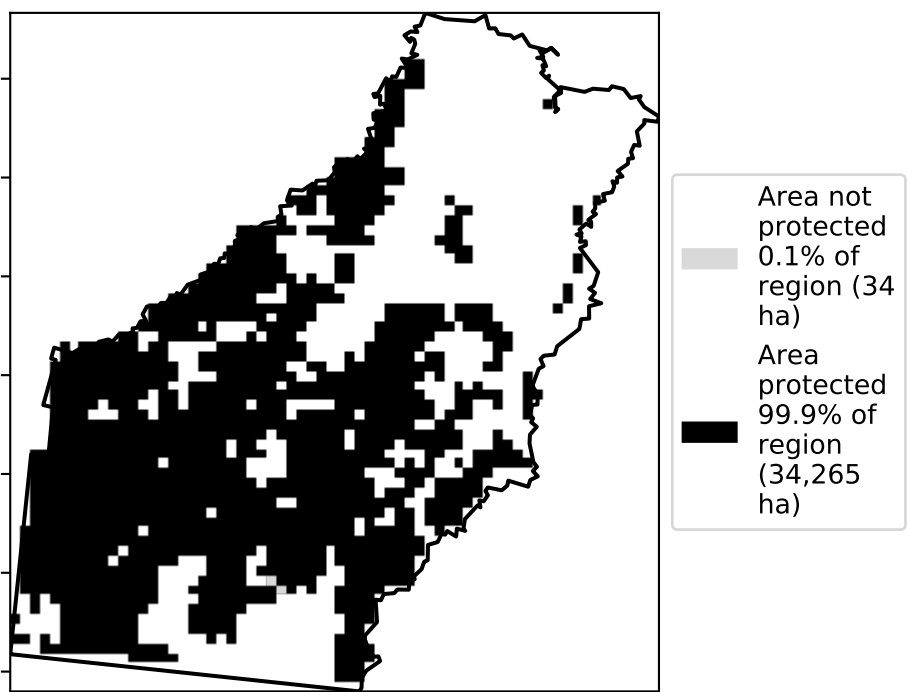 Area not
protected
0.1% of
region (34
ha)
Area
protected
99.9% of
region
(34,265
ha)